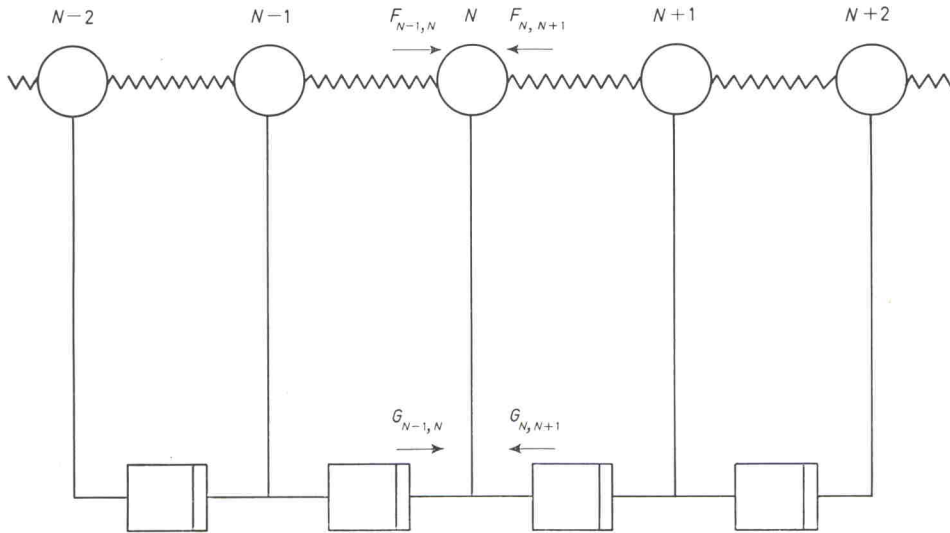 N−2 N−1 F_{N−1, N} N F_{N, N+1} N+1 N+2
G_{N−1, N} G_{N, N+1}